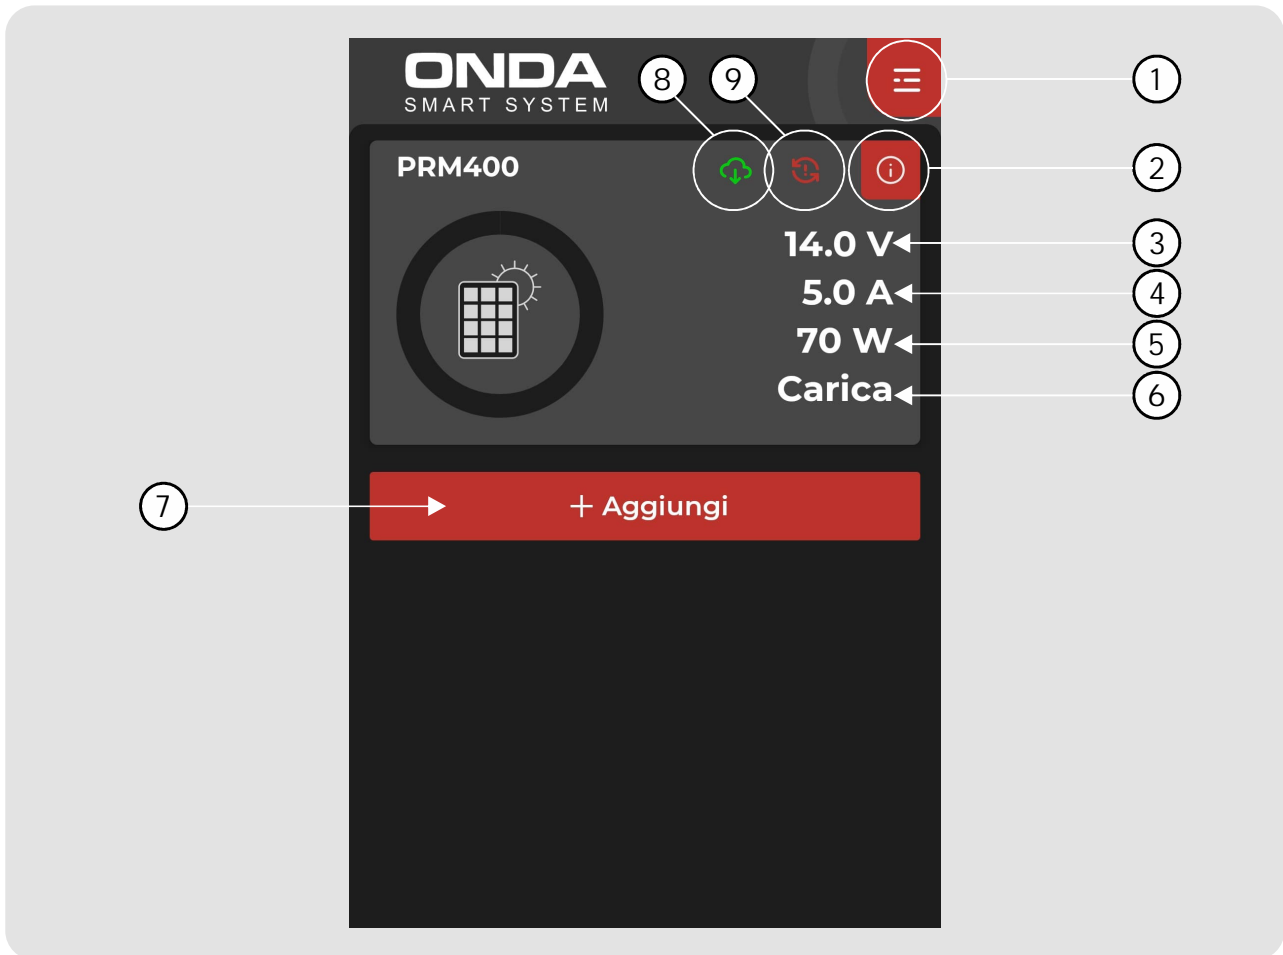 ONDA
SMART SYSTEM
8
9
1
PRM400
2
14.0 V
3
5.0 A
4
70 W
5
Carica
6
7
+ Aggiungi